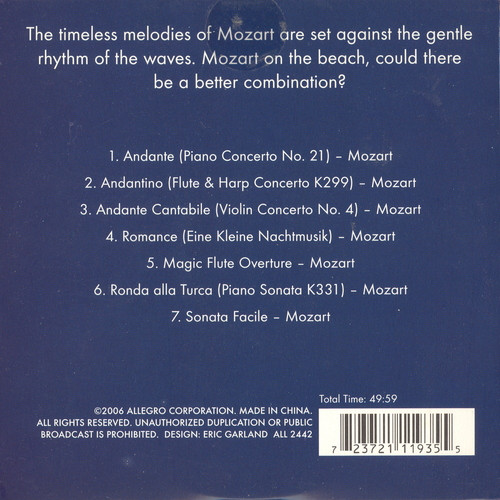 The timeless melodies of Mozart are set against the gentle
rhythm of the waves. Mozart on the beach, could there
be a better combination?
1. Andante (Piano Concerto No. 21) – Mozart
2. Andantino (Flute & Harp Concerto K299) – Mozart
3. Andante Cantabile (Violin Concerto No. 4) – Mozart
4. Romance (Eine Kleine Nachtmusik) – Mozart
5. Magic Flute Overture – Mozart
6. Ronda alla Turca (Piano Sonata K331) – Mozart
7. Sonata Facile – Mozart
Total Time: 49:59
©2006 ALLEGRO CORPORATION. MADE IN CHINA.
ALL RIGHTS RESERVED. UNAUTHORIZED DUPLICATION OR PUBLIC
BROADCAST IS PROHIBITED. DESIGN: ERIC GARLAND ALL 2442
7 23721 11935 5